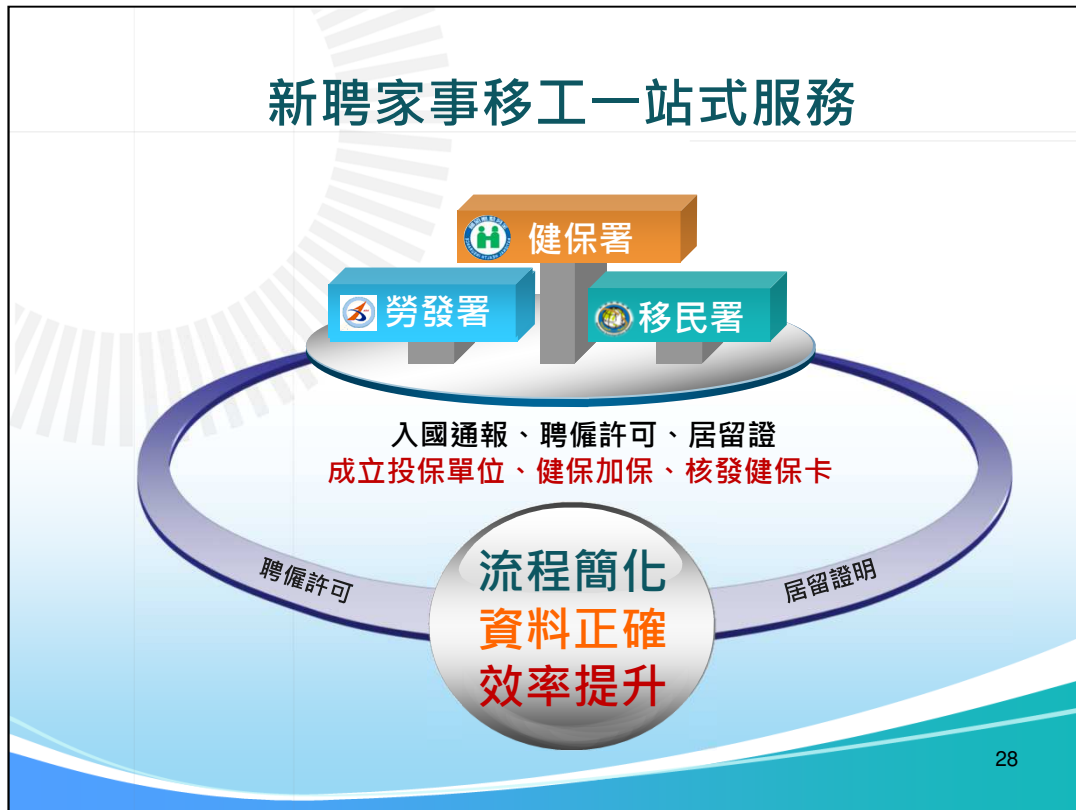 新聘家事移工一站式服務
健保署
勞發署
移民署
入國通報、聘僱許可、居留證
成立投保單位、健保加保、核發健保卡
聘僱許可
居留證明
流程簡化
資料正確
效率提升
28